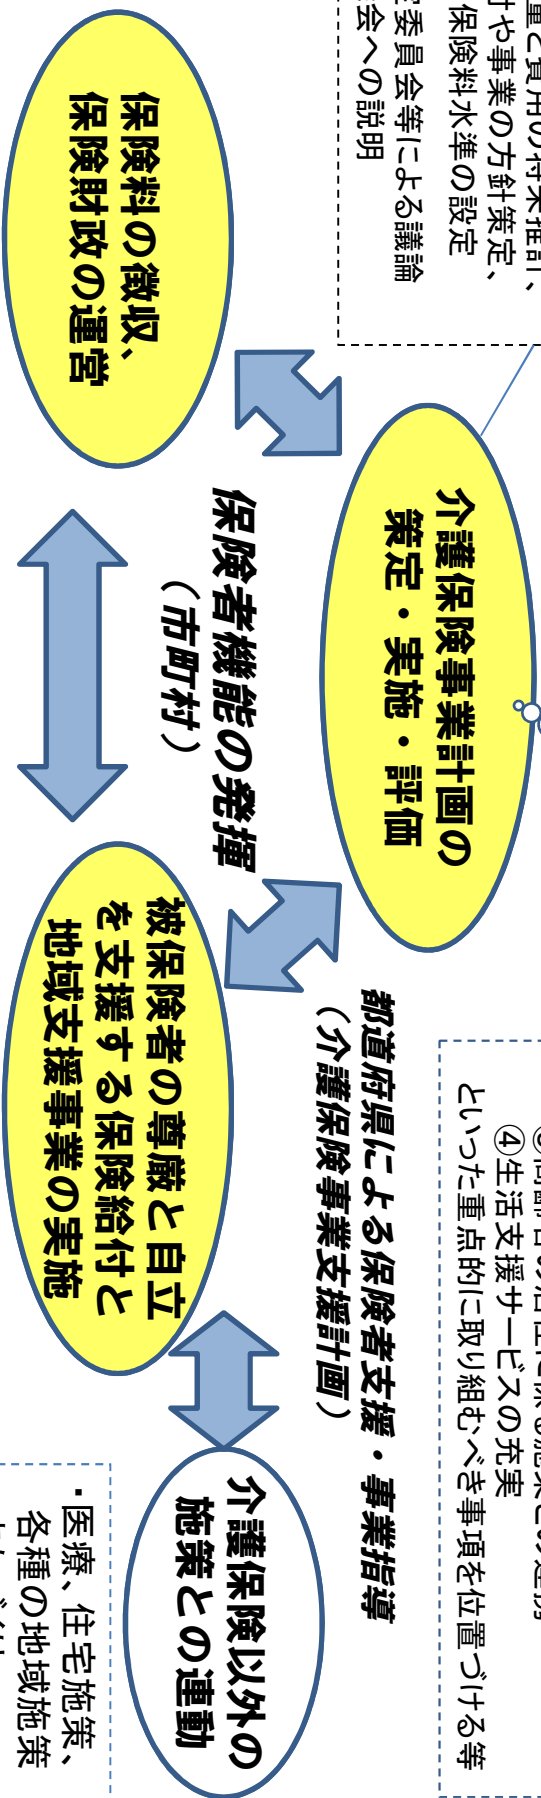 量と費用の将来推計、
や事業の方針策定、
保険料水準の設定
委員会等による議論
会への説明
介護保険事業計画の
策定・実施・評価
④生活支援サービスの充実
といった重点的に取り組むべき事項を位置づける等
保険料の徴収、
保険財政の運営
保険者機能の発揮
（市町村）
都道府県による保険者支援・事業指導
（介護保険事業支援計画）
被保険者の尊厳と自立
を支援する保険給付と
地域支援事業の実施
介護保険以外の
施策との連動
・医療、住宅施策、
各種の地域施策